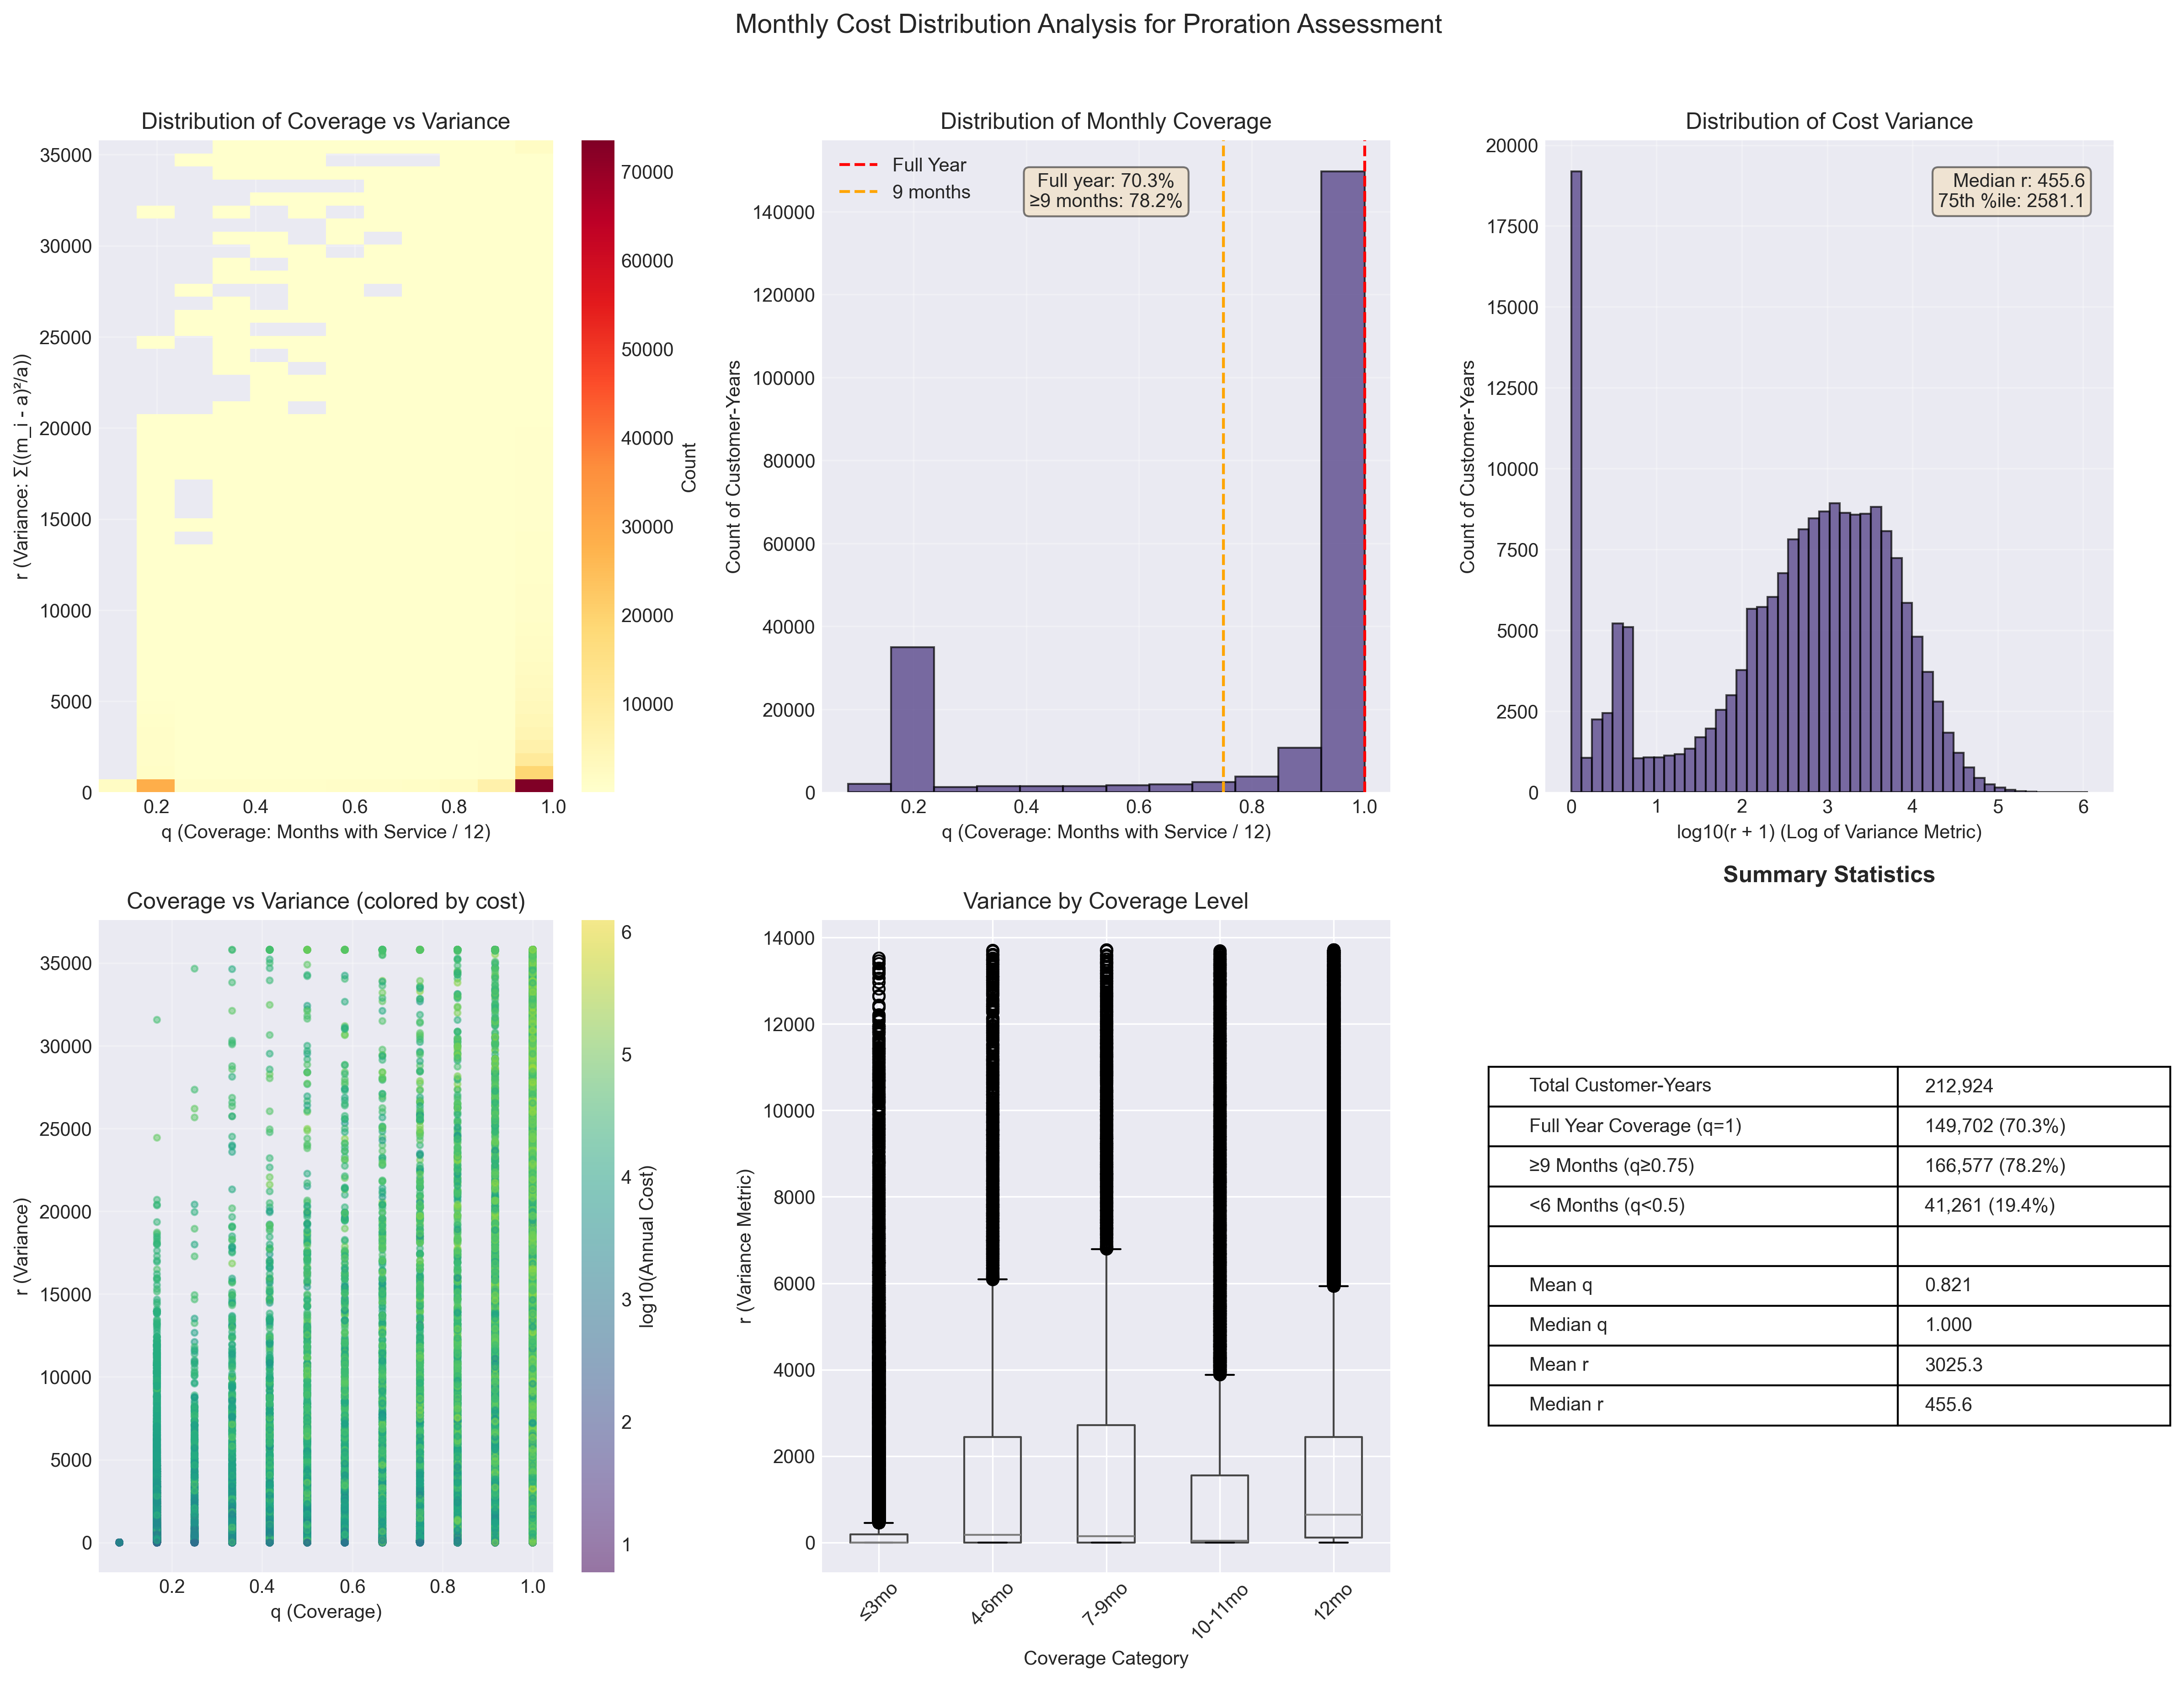 Monthly Cost Distribution Analysis for Proration Assessment
Distribution of Coverage vs Variance
35000
30000
25000
20000
15000
10000
5000
0
r (Variance: Σ((m_i - a)²/a))
0.2
0.4
0.6
0.8
1.0
q (Coverage: Months with Service / 12)
70000
60000
50000
40000
30000
20000
10000
Count
Distribution of Monthly Coverage
Full Year
9 months
Full year: 70.3%
≥9 months: 78.2%
140000
120000
100000
80000
60000
40000
20000
0
Count of Customer-Years
0.2
0.4
0.6
0.8
1.0
q (Coverage: Months with Service / 12)
Distribution of Cost Variance
Median r: 455.6
75th %ile: 2581.1
20000
17500
15000
12500
10000
7500
5000
2500
0
Count of Customer-Years
0
1
2
3
4
5
6
log10(r + 1) (Log of Variance Metric)
Coverage vs Variance (colored by cost)
35000
30000
25000
20000
15000
10000
5000
0
r (Variance)
0.2
0.4
0.6
0.8
1.0
q (Coverage)
6
5
4
3
2
1
log10(Annual Cost)
Variance by Coverage Level
14000
12000
10000
8000
6000
4000
2000
0
r (Variance Metric)
≤3mo
4-6mo
7-9mo
10-11mo
12mo
Coverage Category
Summary Statistics
Total Customer-Years 212,924
Full Year Coverage (q=1) 149,702 (70.3%)
≥9 Months (q≥0.75) 166,577 (78.2%)
<6 Months (q<0.5) 41,261 (19.4%)
Mean q 0.821
Median q 1.000
Mean r 3025.3
Median r 455.6